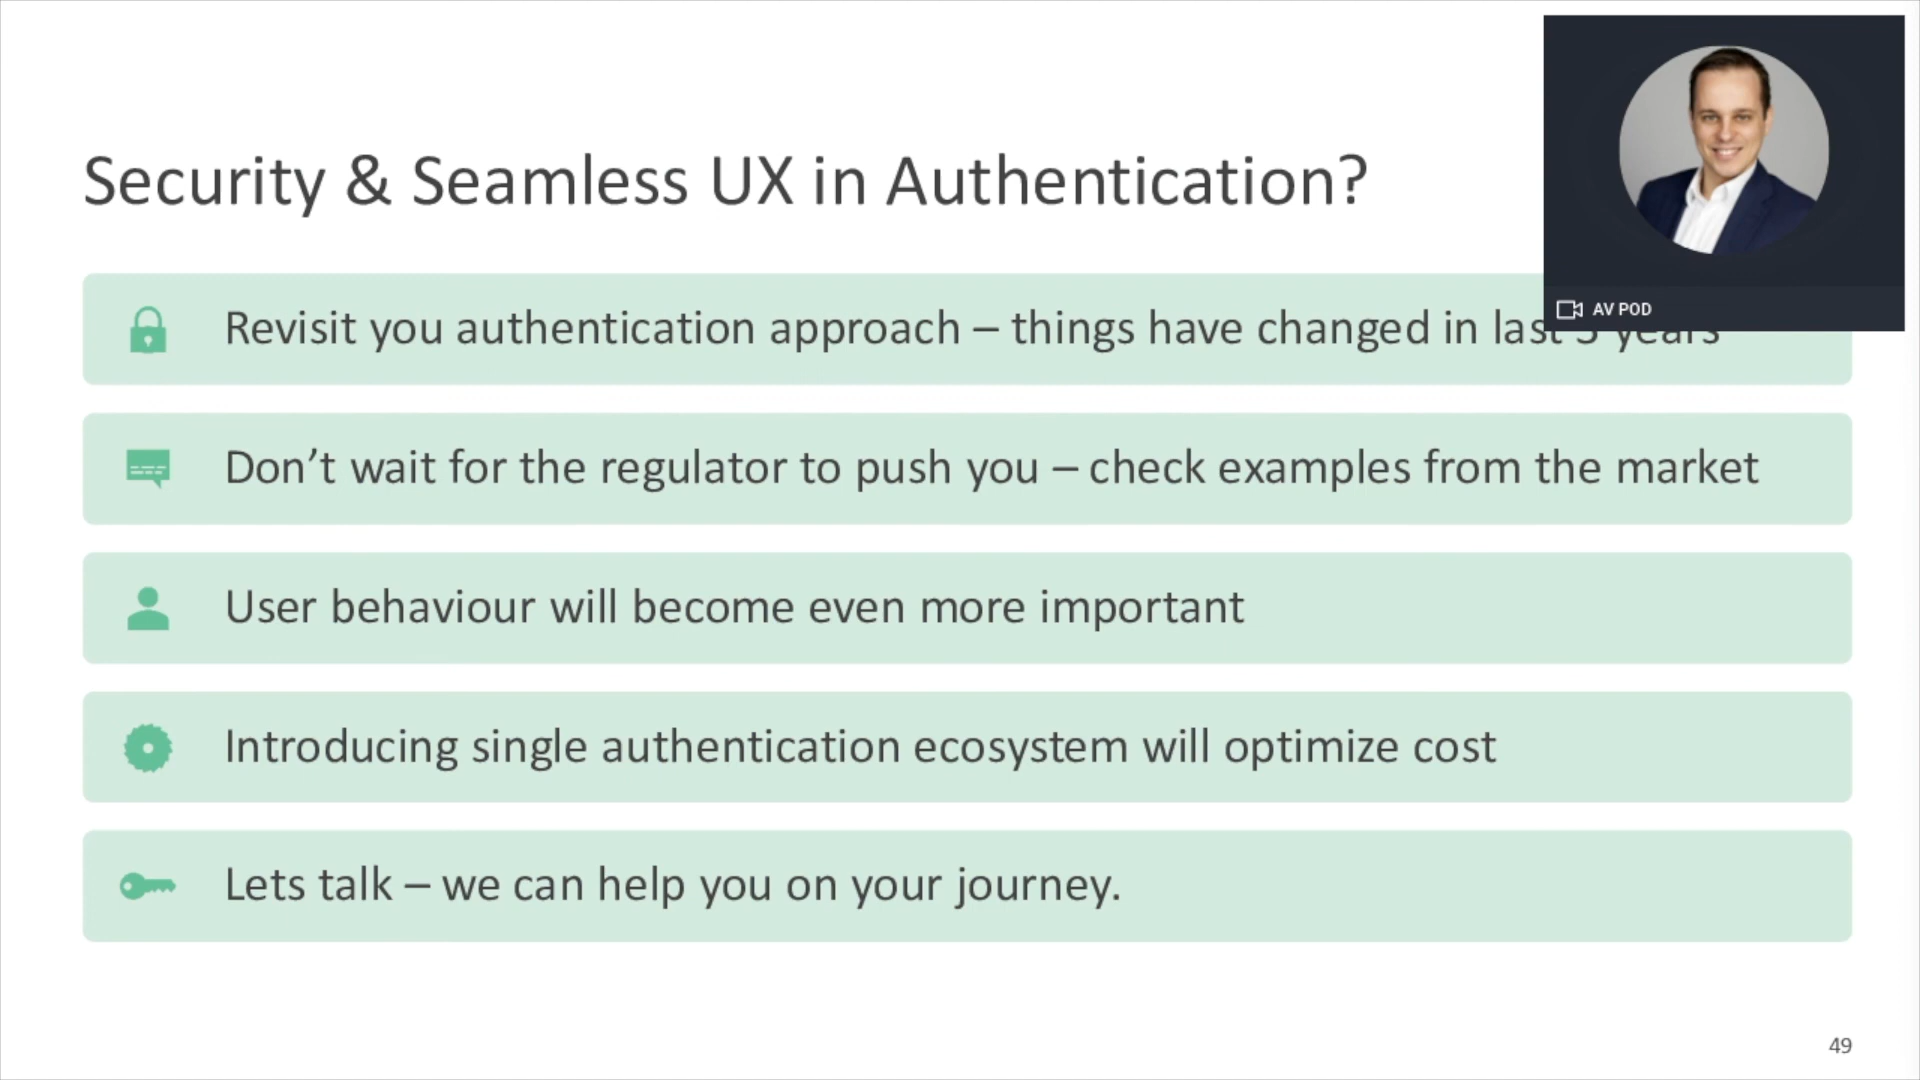 Security & Seamless UX in Authentication?
AV POD
Revisit you authentication approach – things have changed in last years
Don’t wait for the regulator to push you – check examples from the market
User behaviour will become even more important
Introducing single authentication ecosystem will optimize cost
Lets talk – we can help you on your journey.
49